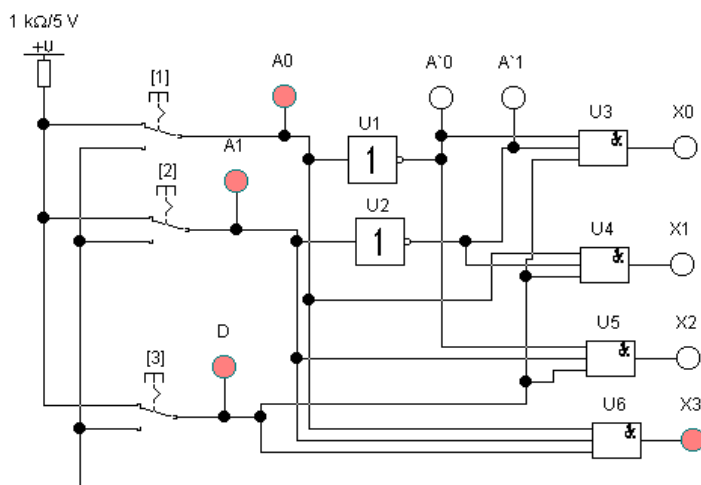 1 kΩ/5 V
+U
[1]
A0
A`0
A`1
U1
1
U3
&
X0
[2]
A1
U2
1
U4
&
X1
[3]
D
U5
&
X2
U6
&
X3